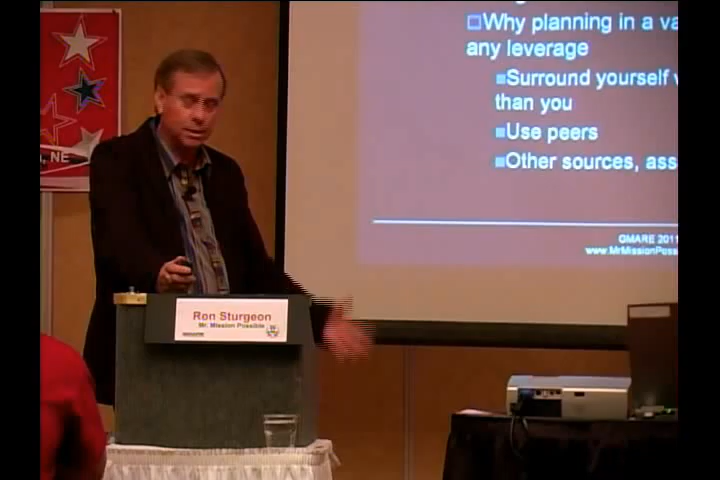 Why planning in a va
any leverage
Surround yourself
than you
Use peers
Other sources, ass
GMARE 2011
www.MrMissionPoss
, NE
Ron Sturgeon
Mr. Mission Possible